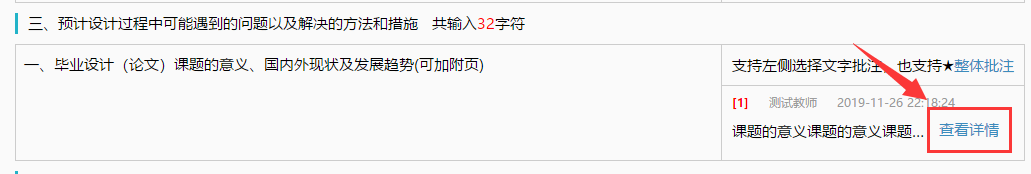 三、预计设计过程中可能遇到的问题以及解决的方法和措施 共输入32字符
一、毕业设计（论文）课题的意义、国内外现状及发展趋势(可加附页)
支持左侧选择文字批注，也支持★整体批注
[1] 测试教师 2019-11-26 22:18:24
课题的意义课题的意义课题... 查看详情